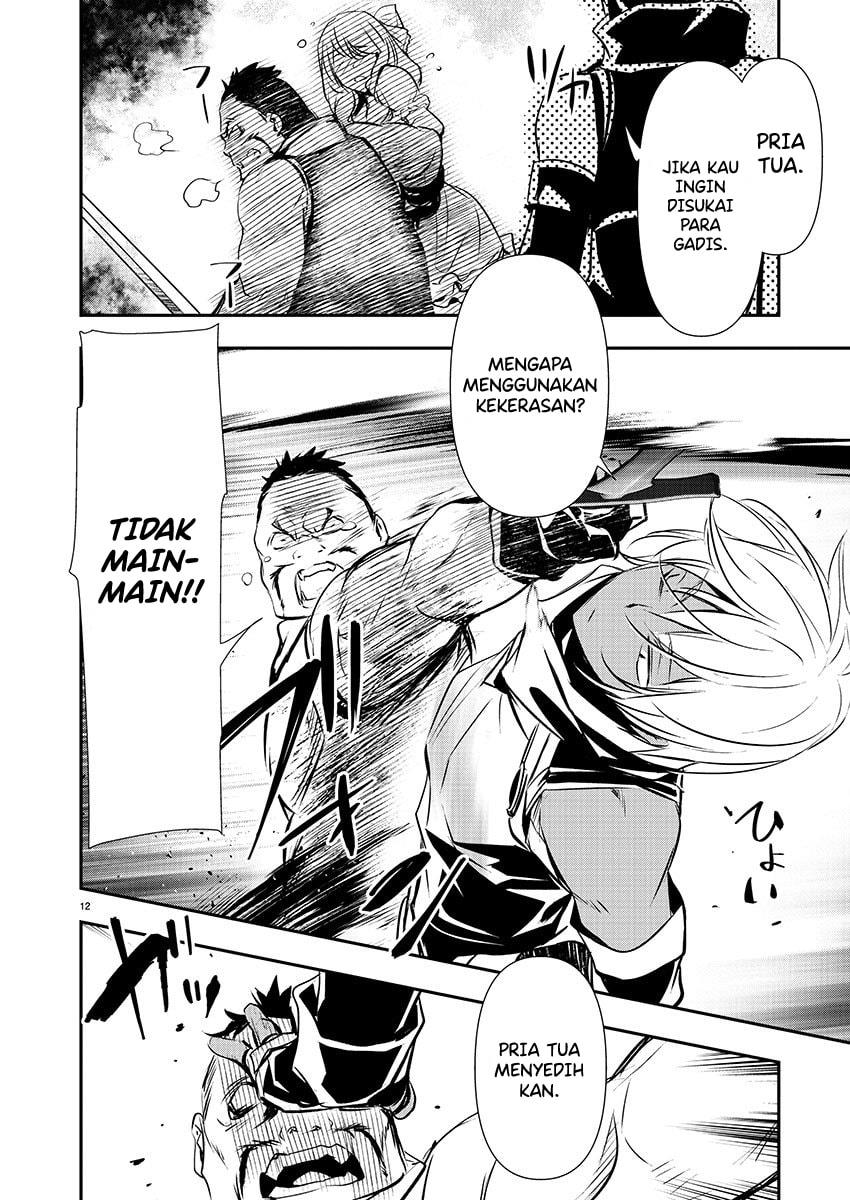 PRIA
TUA.
JIKA KAU
INGIN
DISUKAI
PARA
GADIS.
MENGAPA
MENGGUNAKAN
KEKERASAN?
TIDAK
MAIN-
MAIN!!
ひょい
12
PRIA TUA
MENYEDIH
KAN.